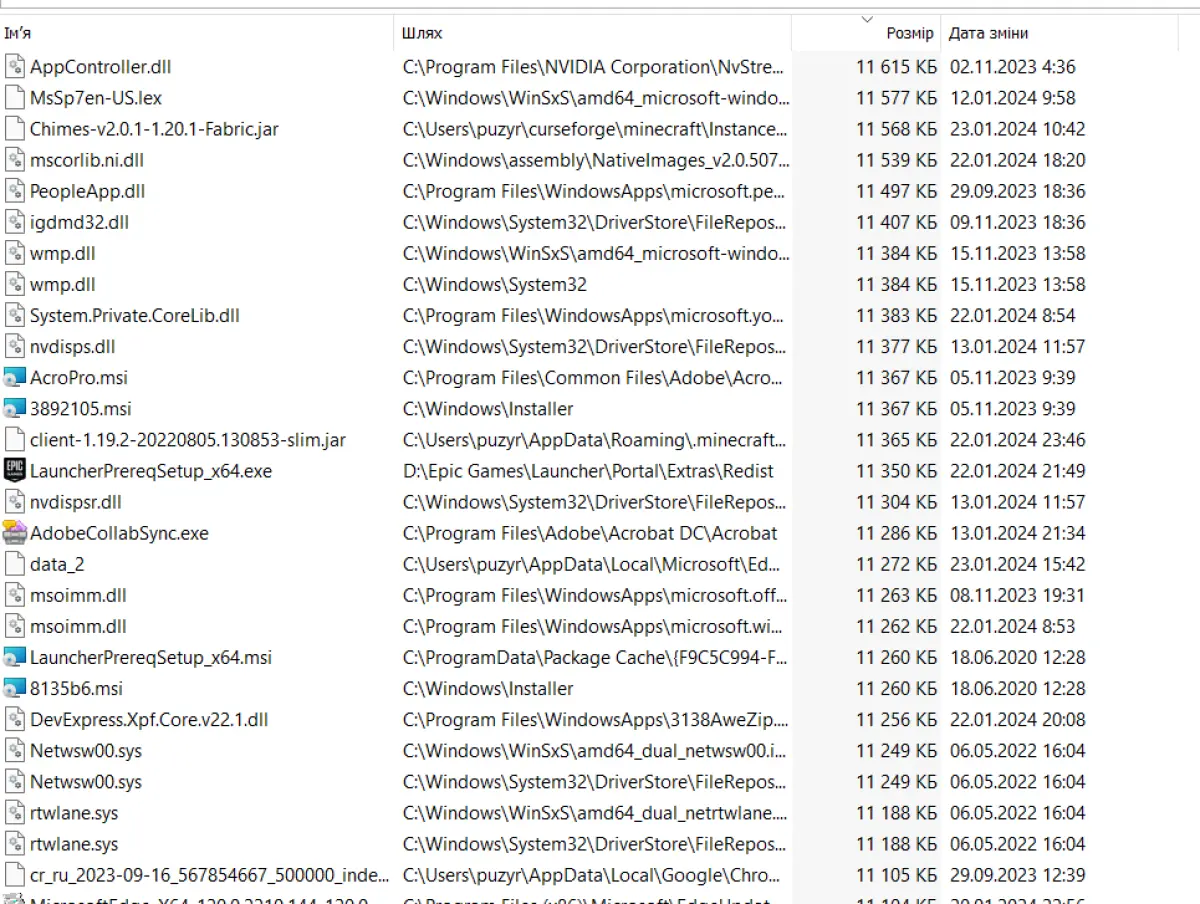 Ім'я Шлях Розмір Дата зміни
AppController.dll C:\Program Files\NVIDIA Corporation\NvStre... 11 615 КБ 02.11.2023 4:36
MsSp7en-US.lex C:\Windows\WinSxS\amd64_microsoft-windo... 11 577 КБ 12.01.2024 9:58
Chimes-v2.0.1-1.20.1-Fabric.jar C:\Users\puzyr\curseforge\minecraft\Instance... 11 568 КБ 23.01.2024 10:42
mscorlib.ni.dll C:\Windows\assembly\NativeImages_v2.0.507... 11 539 КБ 22.01.2024 18:20
PeopleApp.dll C:\Program Files\WindowsApps\microsoft.pe... 11 497 КБ 29.09.2023 18:36
igdmd32.dll C:\Windows\System32\DriverStore\FileRepos... 11 407 КБ 09.11.2023 18:36
wmp.dll C:\Windows\WinSxS\amd64_microsoft-windo... 11 384 КБ 15.11.2023 13:58
wmp.dll C:\Windows\System32 11 384 КБ 15.11.2023 13:58
System.Private.CoreLib.dll C:\Program Files\WindowsApps\microsoft.yo... 11 383 КБ 22.01.2024 8:54
nvdisps.dll C:\Windows\System32\DriverStore\FileRepos... 11 377 КБ 13.01.2024 11:57
AcroPro.msi C:\Program Files\Common Files\Adobe\Acro... 11 367 КБ 05.11.2023 9:39
3892105.msi C:\Windows\Installer 11 367 КБ 05.11.2023 9:39
client-1.19.2-20220805.130853-slim.jar C:\Users\puzyr\AppData\Roaming\.minecraft... 11 365 КБ 22.01.2024 23:46
EPIC LauncherPrereqSetup_x64.exe D:\Epic Games\Launcher\Portal\Extras\Redist 11 350 КБ 22.01.2024 21:49
nvdispsr.dll C:\Windows\System32\DriverStore\FileRepos... 11 304 КБ 13.01.2024 11:57
AdobeCollabSync.exe C:\Program Files\Adobe\Acrobat DC\Acrobat 11 286 КБ 13.01.2024 21:34
data_2 C:\Users\puzyr\AppData\Local\Microsoft\Ed... 11 272 КБ 23.01.2024 15:42
msoimm.dll C:\Program Files\WindowsApps\microsoft.off... 11 263 КБ 08.11.2023 19:31
msoimm.dll C:\Program Files\WindowsApps\microsoft.wi... 11 262 КБ 22.01.2024 8:53
LauncherPrereqSetup_x64.msi C:\ProgramData\Package Cache\{F9C5C994-F... 11 260 КБ 18.06.2020 12:28
8135b6.msi C:\Windows\Installer 11 260 КБ 18.06.2020 12:28
DevExpress.Xpf.Core.v22.1.dll C:\Program Files\WindowsApps\3138AweZip.... 11 256 КБ 22.01.2024 20:08
Netwsw00.sys C:\Windows\WinSxS\amd64_dual_netwsw00.i... 11 249 КБ 06.05.2022 16:04
Netwsw00.sys C:\Windows\System32\DriverStore\FileRepos... 11 249 КБ 06.05.2022 16:04
rtwlane.sys C:\Windows\WinSxS\amd64_dual_netrtwlane.... 11 188 КБ 06.05.2022 16:04
rtwlane.sys C:\Windows\System32\DriverStore\FileRepos... 11 188 КБ 06.05.2022 16:04
cr_ru_2023-09-16_567854667_500000_inde... C:\Users\puzyr\AppData\Local\Google\Chro... 11 105 КБ 29.09.2023 12:39